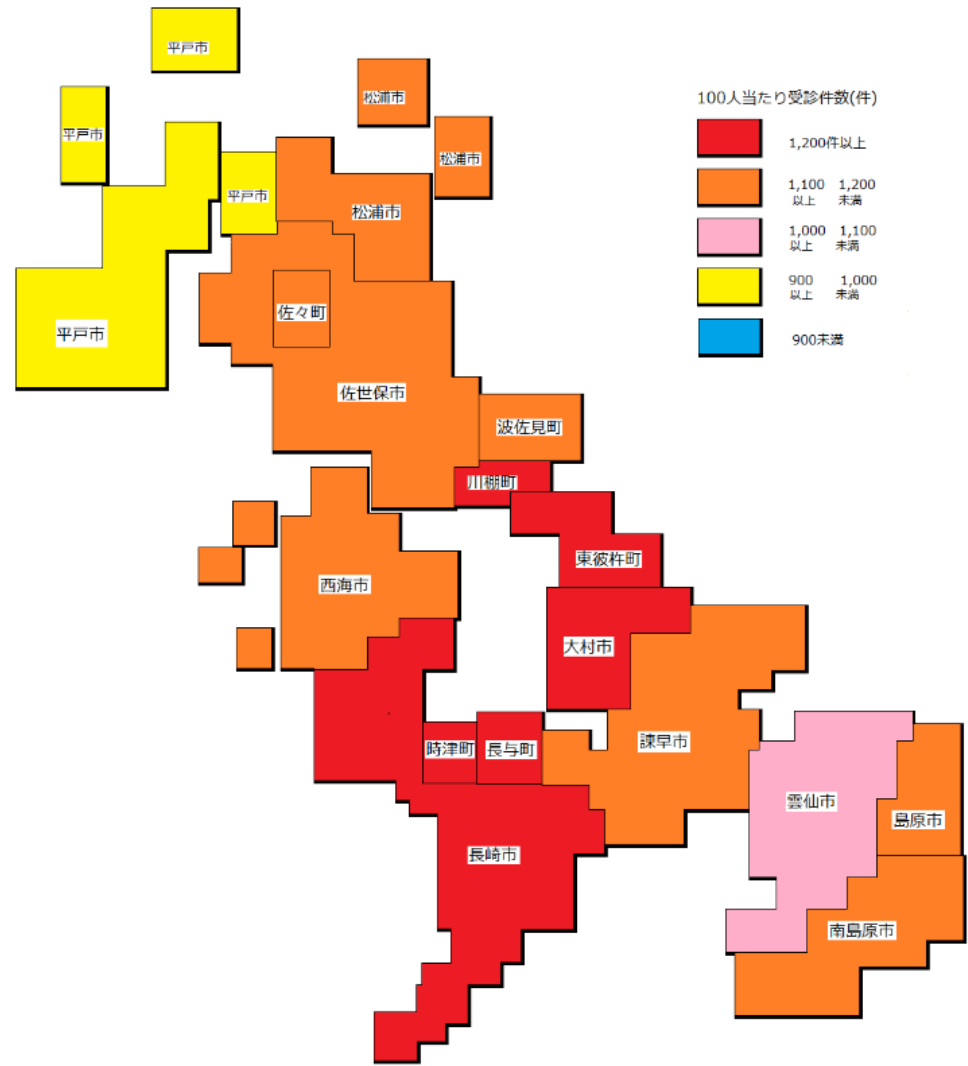 平戸市
松浦市
平戸市
松浦市
平戸市
松浦市
佐々町
平戸市
佐世保市
波佐見町
川棚町
東彼杵町
西海市
大村市
時津町
長与町
諫早市
雲仙市
島原市
長崎市
南島原市
100人当たり受診件数(件)
1,200件以上
1,100 1,200
以上 未満
1,000 1,100
以上 未満
900 1,000
以上 未満
900未満